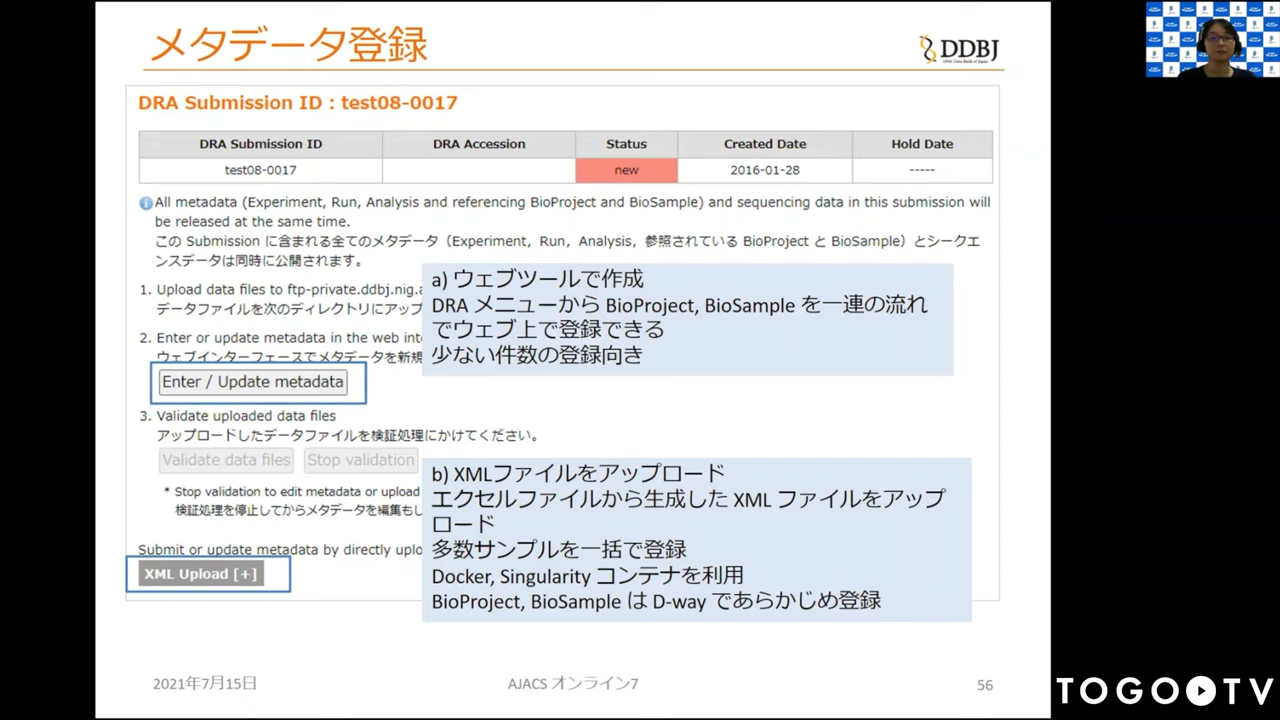 メタデータ登録
DDBJ
DNA Data Bank of Japan
DRA Submission ID : test08-0017
DRA Submission ID DRA Accession Status Created Date Hold Date
test08-0017 new 2016-01-28 -----
All metadata (Experiment, Run, Analysis and referencing BioProject and BioSample) and sequencing data in this submission will
be released at the same time.
この Submission に含まれる全てのメタデータ（Experiment，Run，Analysis，参照されている BioProject と BioSample）とシークエ
ンスデータは同時に公開されます。
1. Upload data files to ftp-private.ddbj.nig.a
データファイルを次のディレクトリにアップ
2. Enter or update metadata in the web inte
ウェブインターフェースでメタデータを新規
Enter / Update metadata
a) ウェブツールで作成
DRA メニューから BioProject, BioSample を一連の流れ
でウェブ上で登録できる
少ない件数の登録向き
3. Validate uploaded data files
アップロードしたデータファイルを検証処理にかけてください。
Validate data files Stop validation
* Stop validation to edit metadata or upload
検証処理を停止してからメタデータを編集もし
Submit or update metadata by directly uplo
XML Upload [+]
b) XMLファイルをアップロード
エクセルファイルから生成した XML ファイルをアップ
ロード
多数サンプルを一括で登録
Docker, Singularity コンテナを利用
BioProject, BioSample は D-way であらかじめ登録
2021年7月15日 AJACS オンライン7 56
TOGO TV